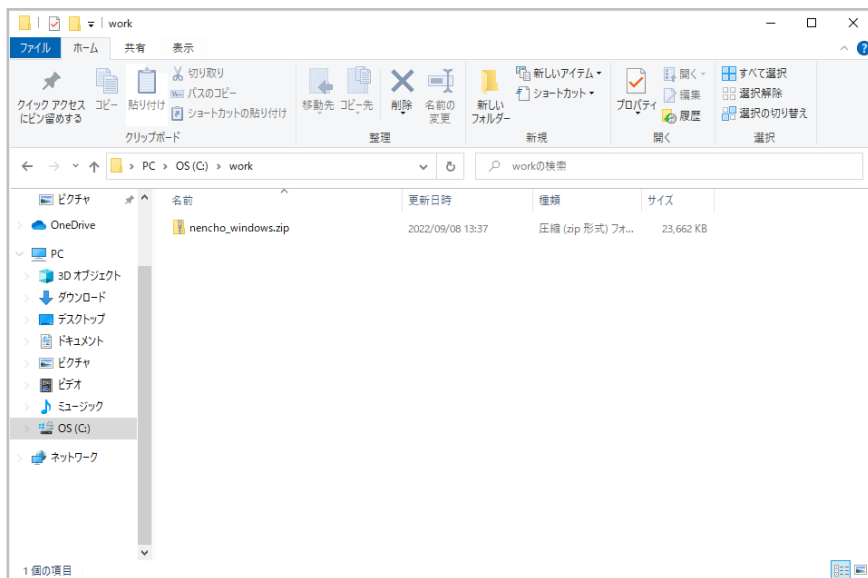 work
ファイル ホーム 共有 表示
クイック アクセス
にピン留めする
コピー
貼り付け
切り取り
パスのコピー
ショートカットの貼り付け
クリップボード
移動先
コピー先
削除
名前の
変更
整理
新しい
フォルダー
新しいアイテム
ショートカット
新規
プロパティ
開く
編集
履歴
開く
すべて選択
選択解除
選択の切り替え
選択
PC › OS (C:) › work
workの検索
ピクチャ
OneDrive
PC
3D オブジェクト
ダウンロード
デスクトップ
ドキュメント
ピクチャ
ビデオ
ミュージック
OS (C:)
ネットワーク
名前 更新日時 種類 サイズ
nencho_windows.zip 2022/09/08 13:37 圧縮 (zip 形式) フォ... 23,662 KB
1 個の項目